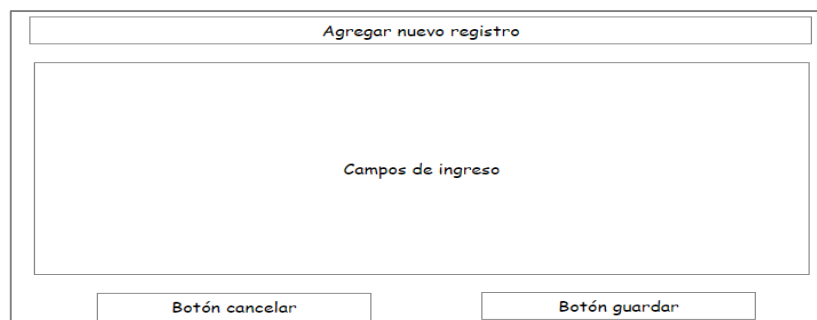 Agregar nuevo registro
Campos de ingreso
Botón cancelar
Botón guardar